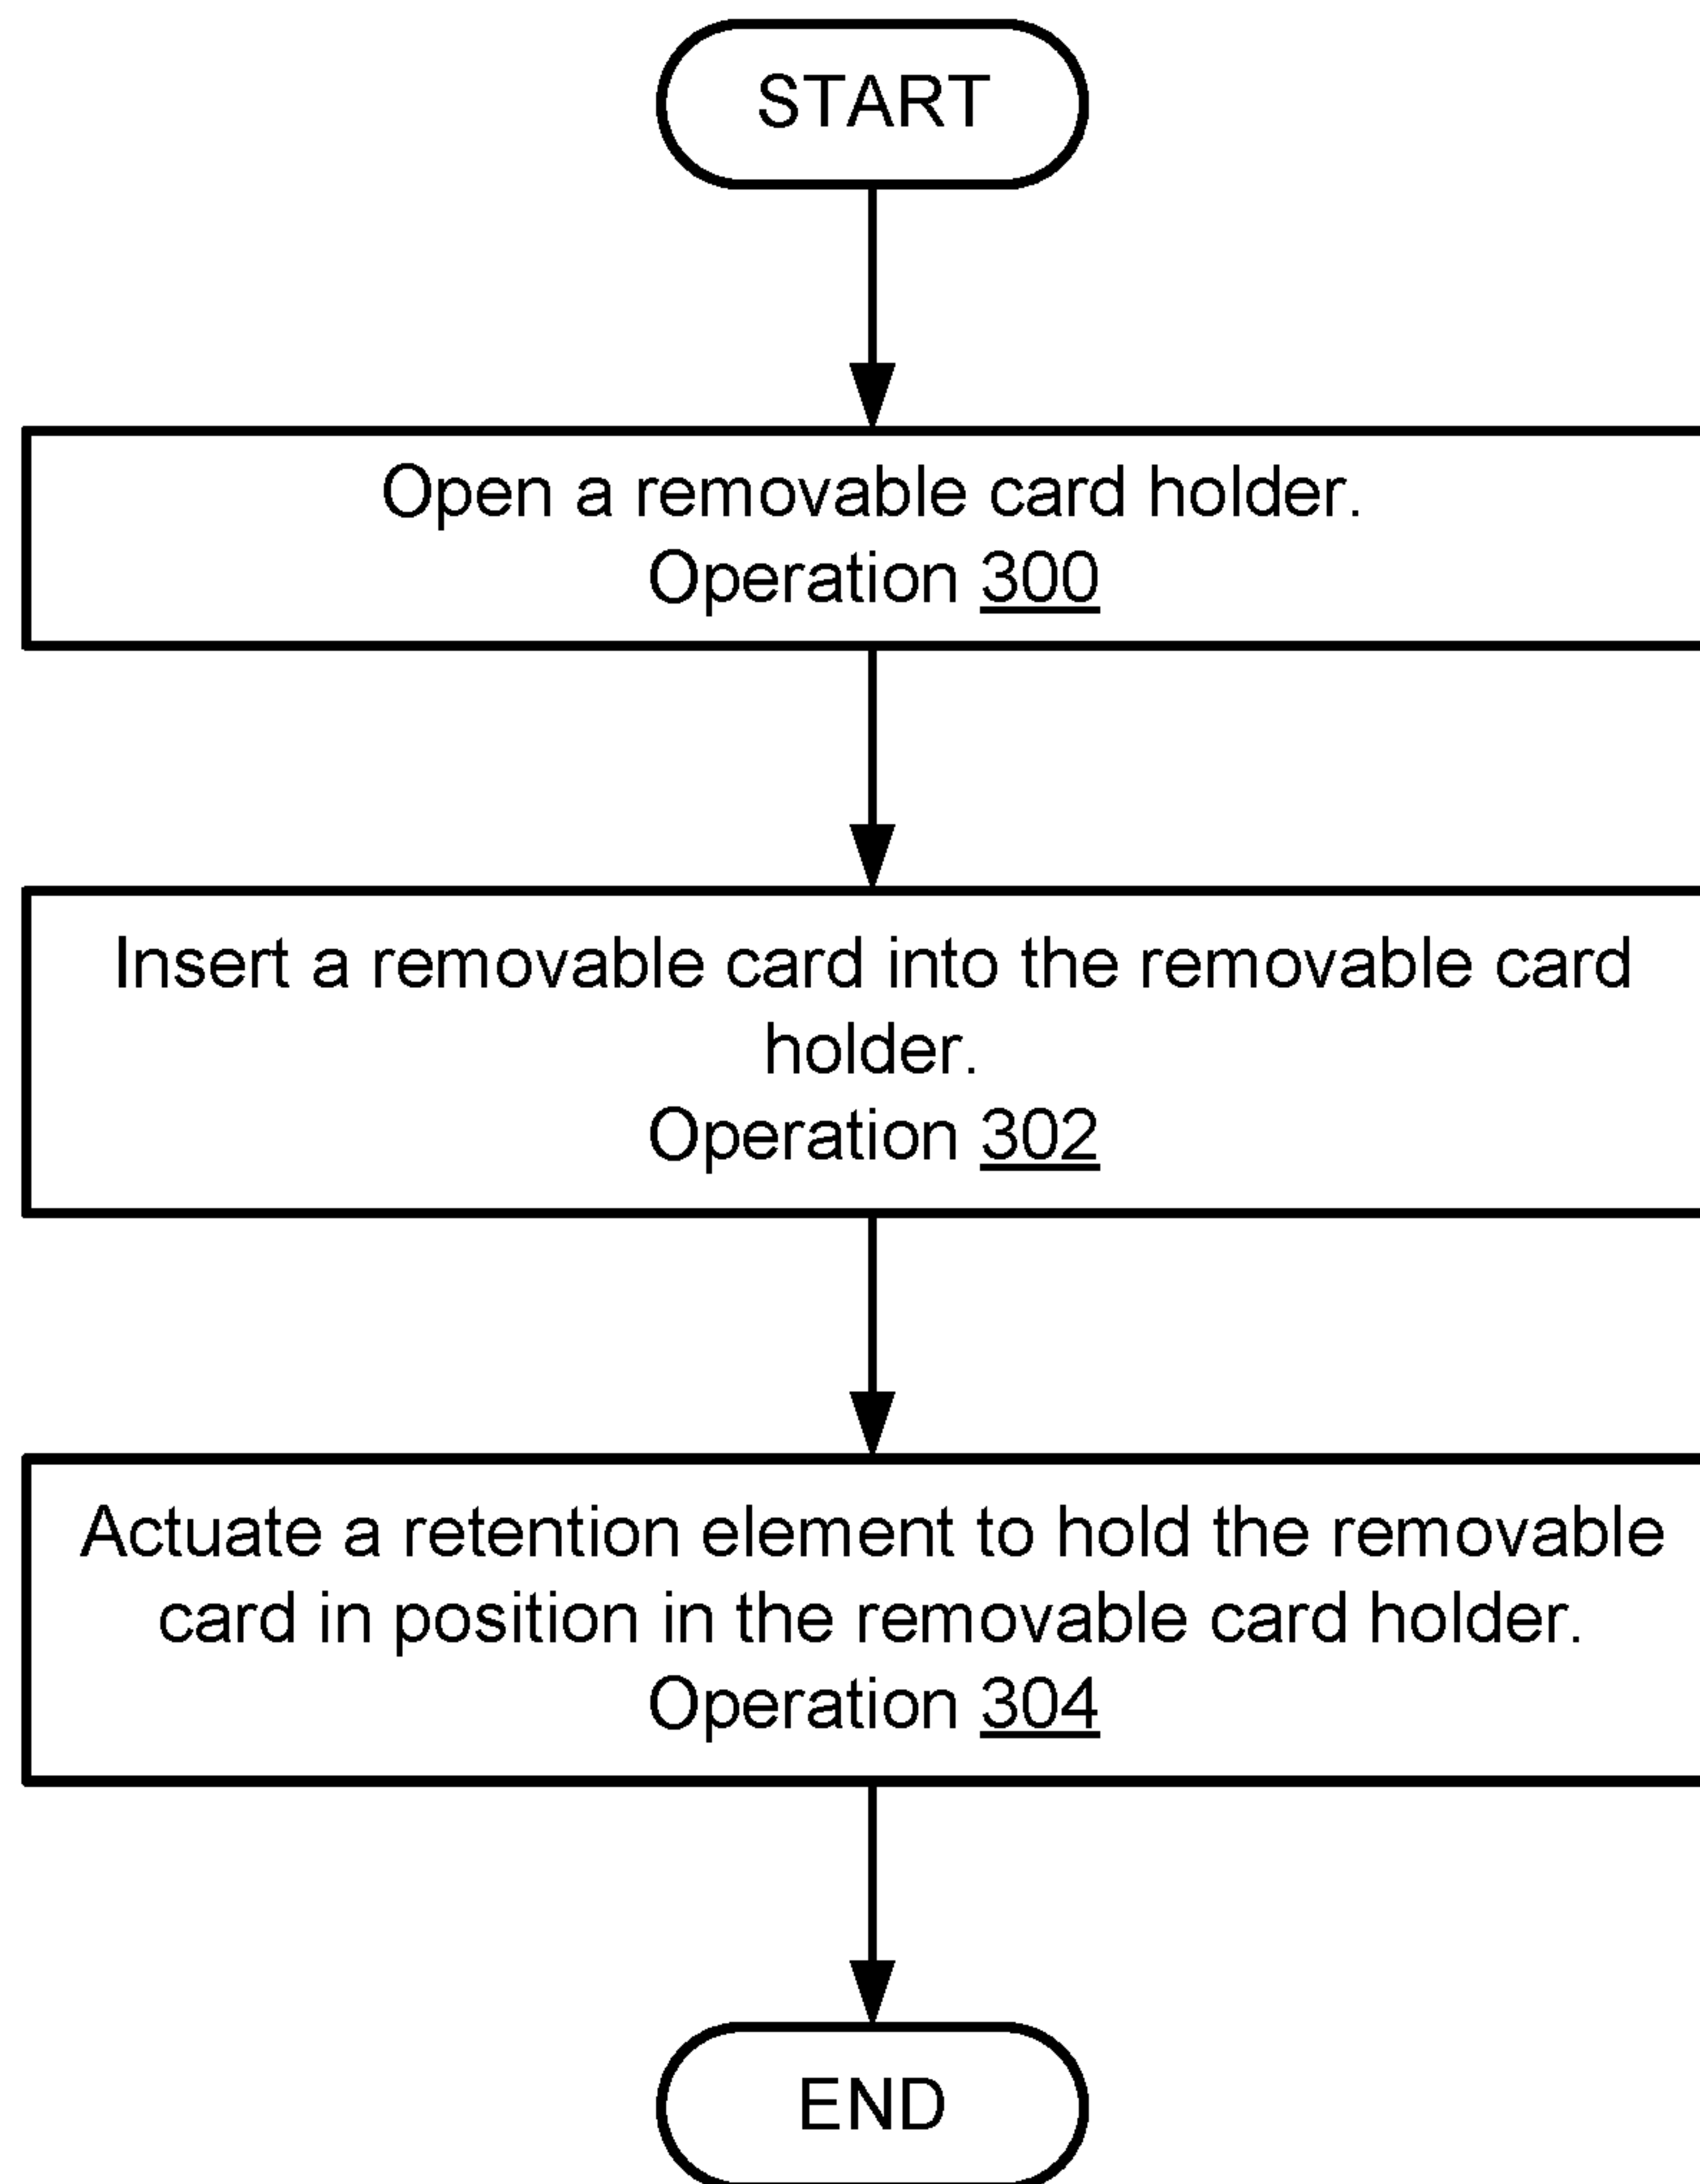 START
Open a removable card holder.
Operation 300
Insert a removable card into the removable card
holder.
Operation 302
Actuate a retention element to hold the removable
card in position in the removable card holder.
Operation 304
END